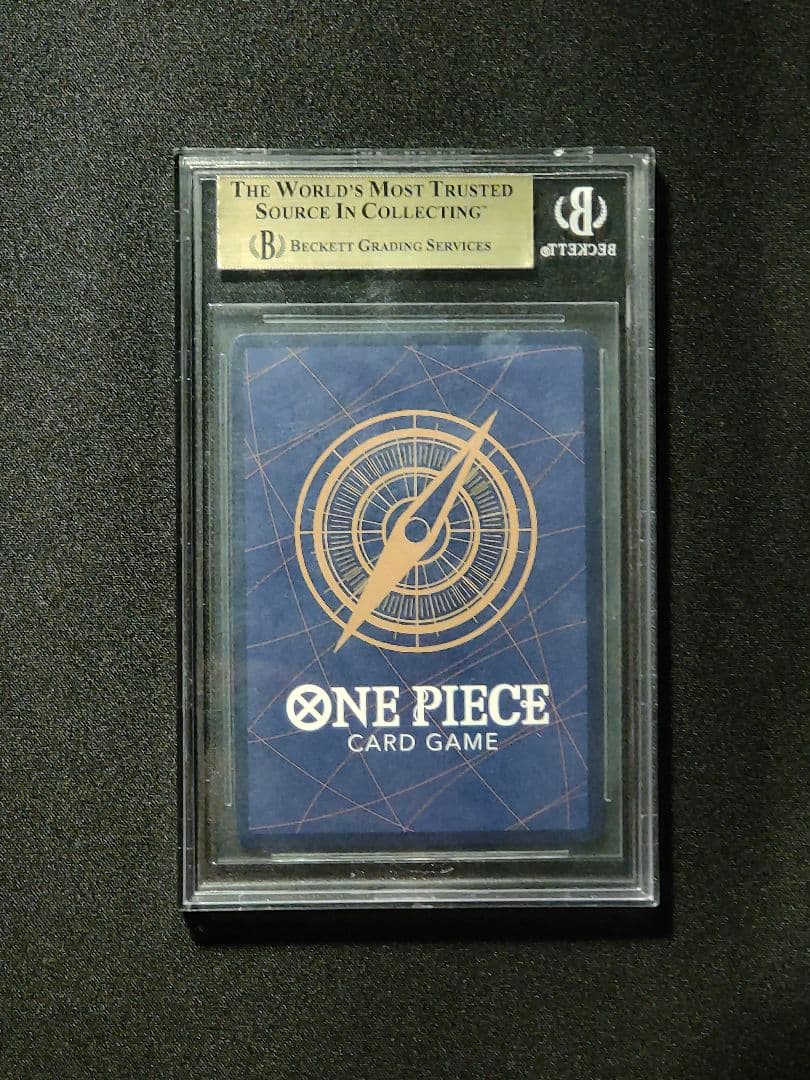 THE WORLD'S MOST TRUSTED
SOURCE IN COLLECTING™
B BECKETT GRADING SERVICES
B
BECKETT®
ONE PIECE
CARD GAME